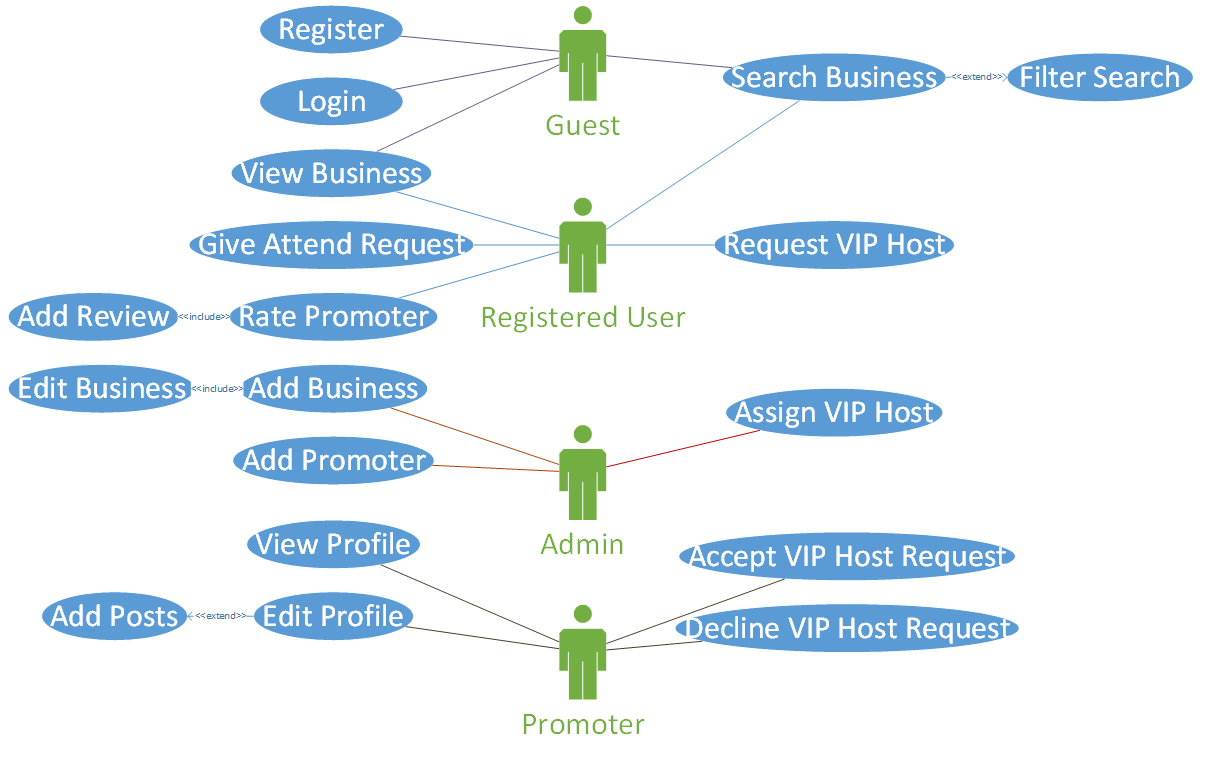 Register
Search Business
<<extend>>
Filter Search
Login
Guest
View Business
Give Attend Request
Request VIP Host
Add Review
<<include>>
Rate Promoter
Registered User
Edit Business
<<include>>
Add Business
Assign VIP Host
Add Promoter
Admin
View Profile
Accept VIP Host Request
Add Posts
<<extend>>
Edit Profile
Decline VIP Host Request
Promoter